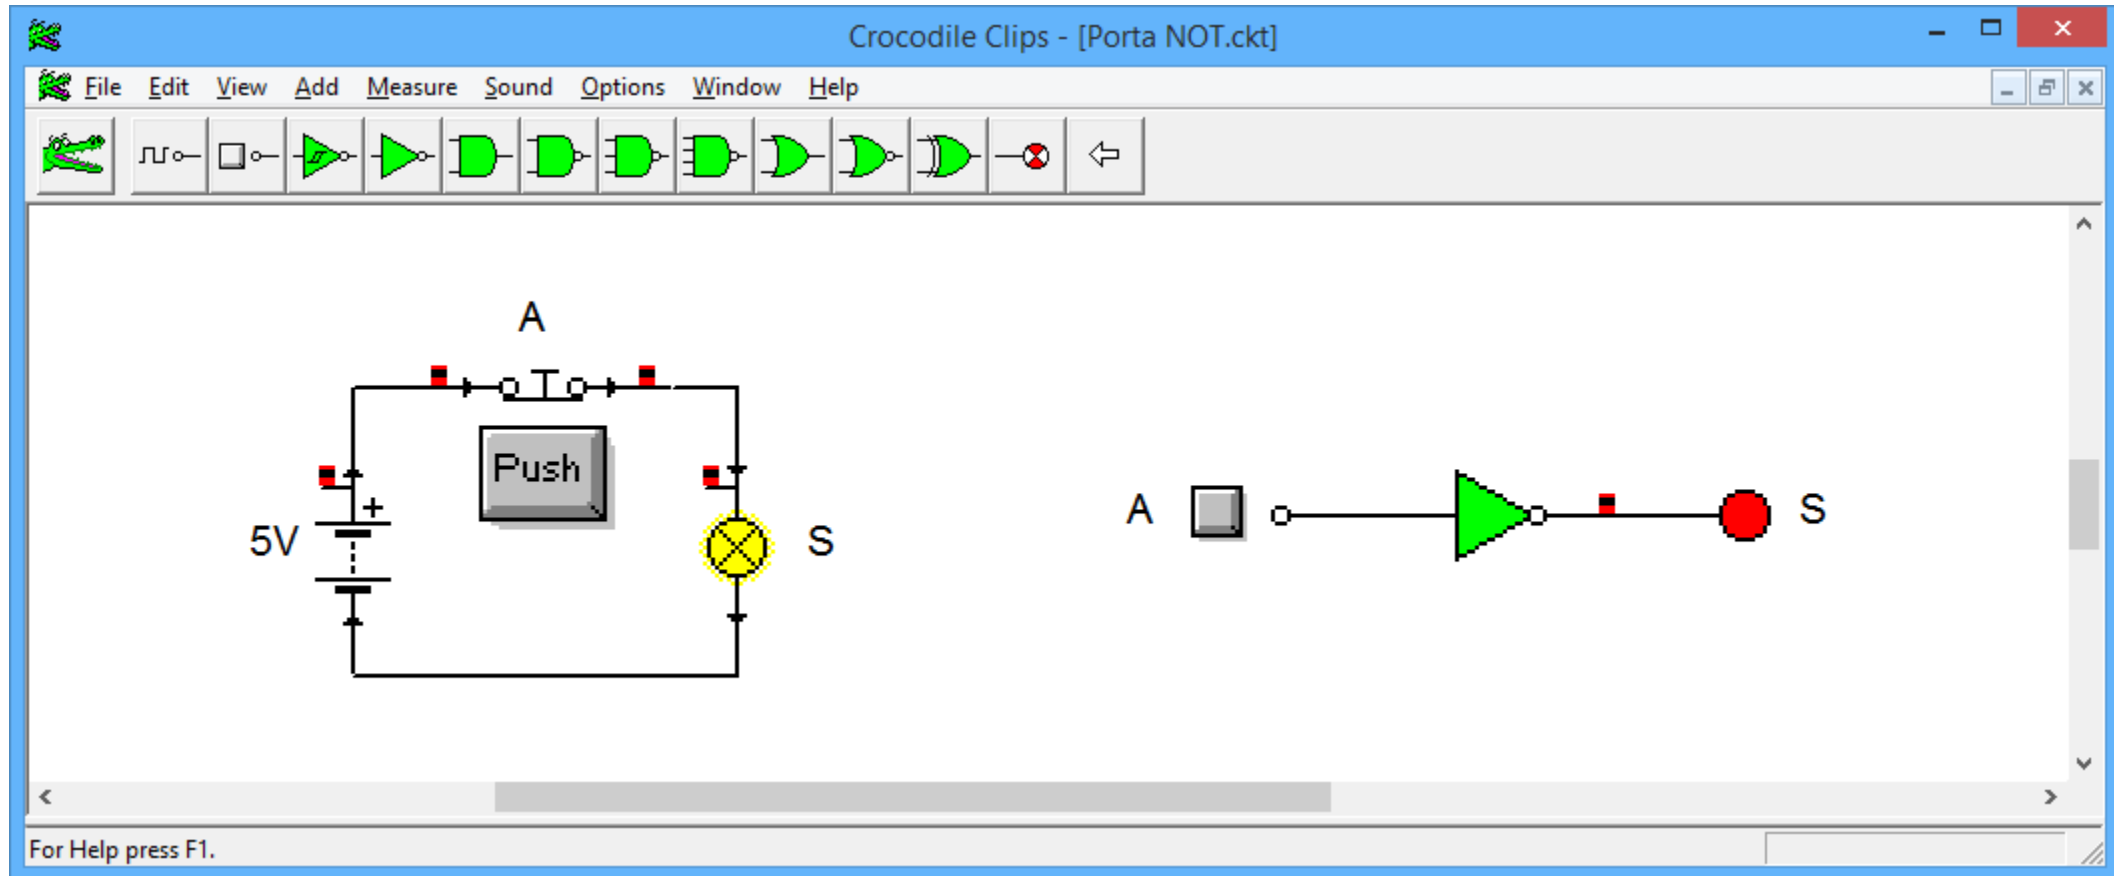 Crocodile Clips - [Porta NOT.ckt]
File Edit View Add Measure Sound Options Window Help
A
Push
5V
S
A
S
For Help press F1.